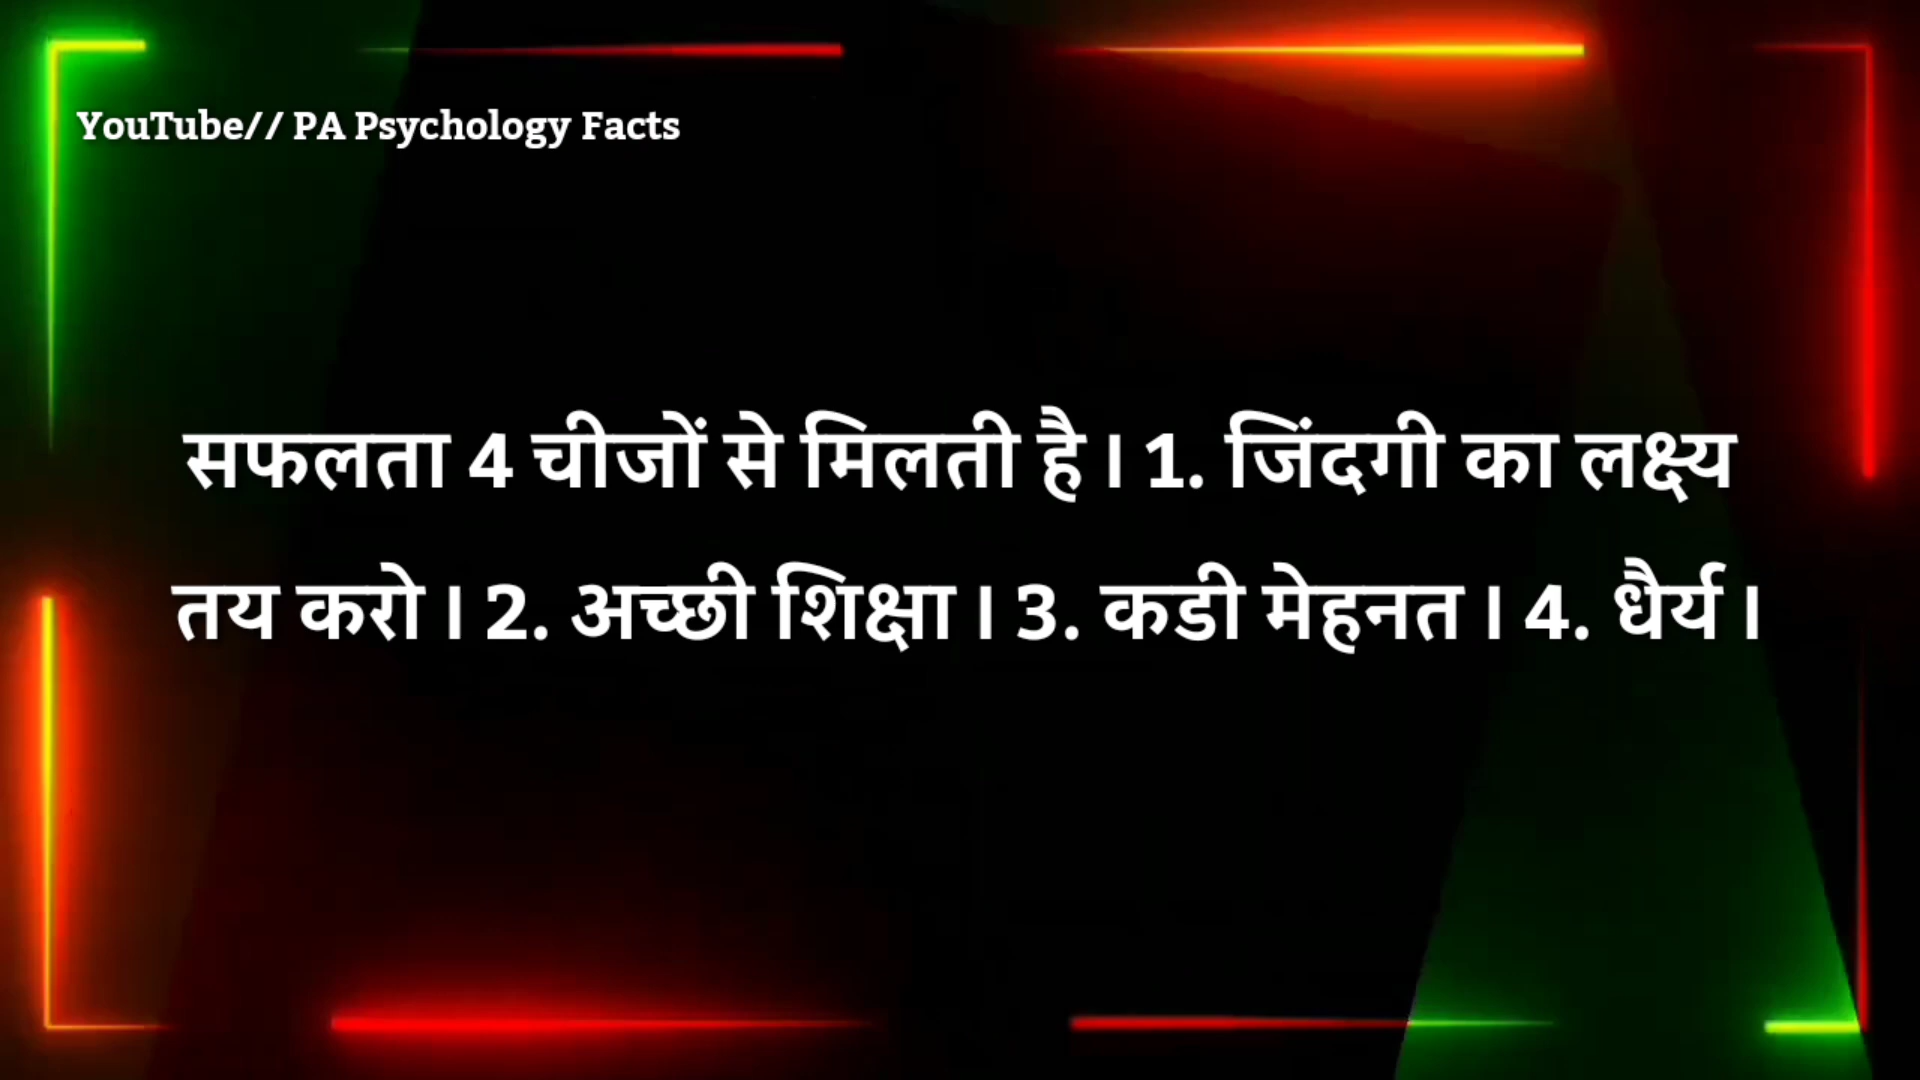 YouTube// PA Psychology Facts
सफलता 4 चीजों से मिलती है । 1. जिंदगी का लक्ष्य
तय करो । 2. अच्छी शिक्षा । 3. कडी मेहनत । 4. धैर्य ।